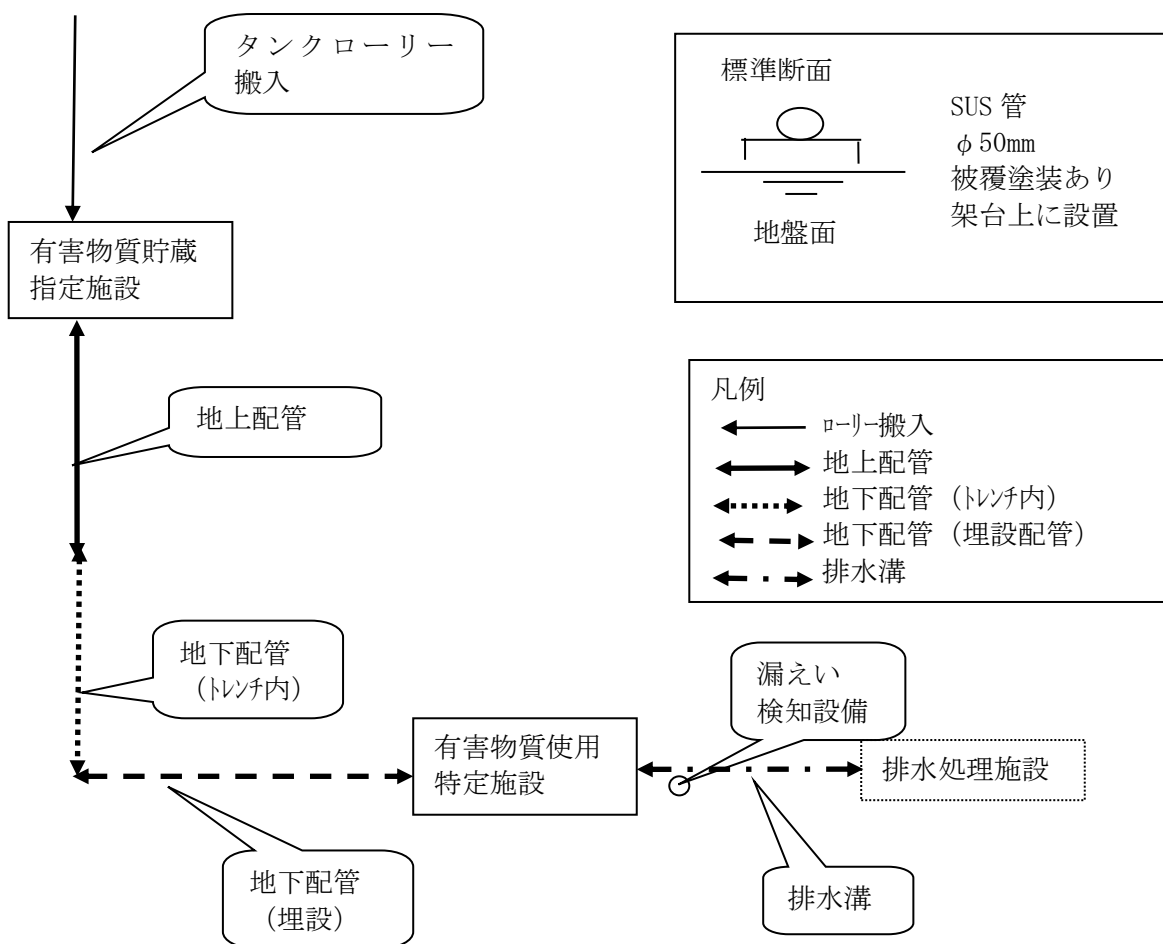 タンクローリー
搬入
標準断面
SUS 管
φ50mm
被覆塗装あり
架台上に設置
地盤面
有害物質貯蔵
指定施設
地上配管
凡例
ﾛｰﾘｰ搬入
地上配管
地下配管（ﾄﾚﾝﾁ内）
地下配管（埋設配管）
排水溝
地下配管
（ﾄﾚﾝﾁ内）
漏えい
検知設備
有害物質使用
特定施設
排水処理施設
地下配管
（埋設）
排水溝